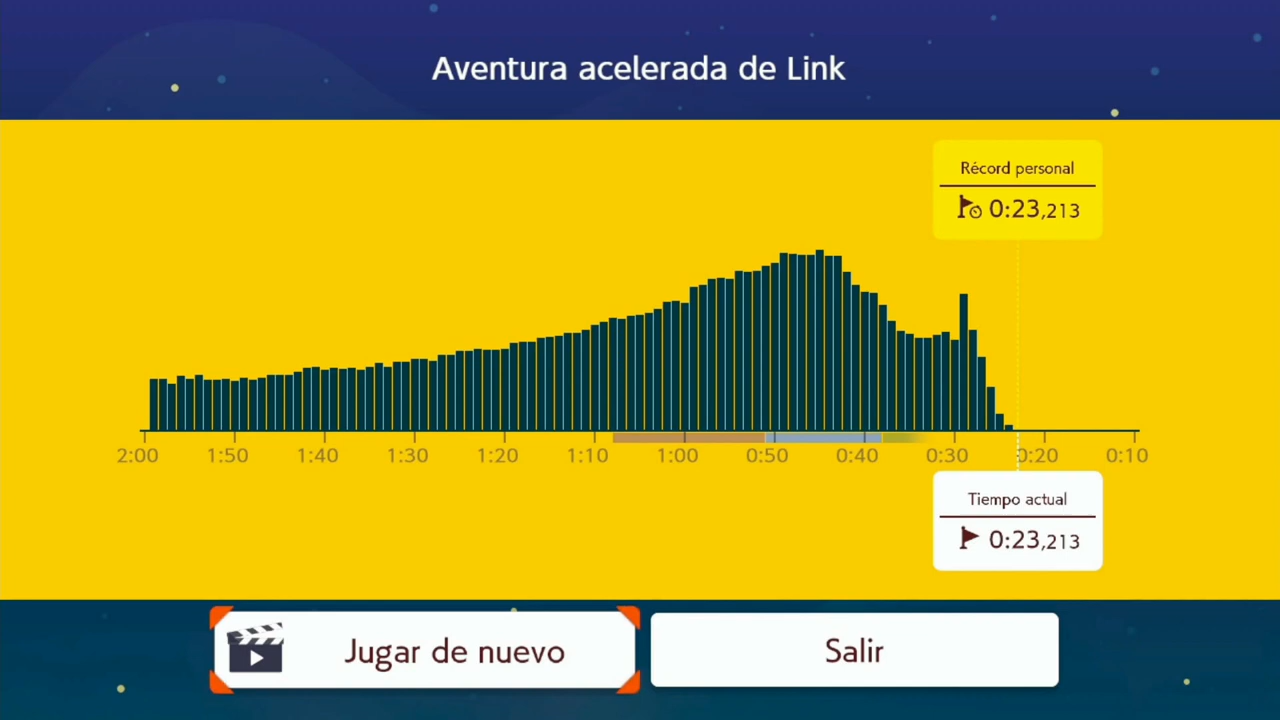 Aventura acelerada de Link
Récord personal
0:23,213
2:00 1:50 1:40 1:30 1:20 1:10 1:00 0:50 0:40 0:30 0:20 0:10
Tiempo actual
0:23,213
Jugar de nuevo
Salir